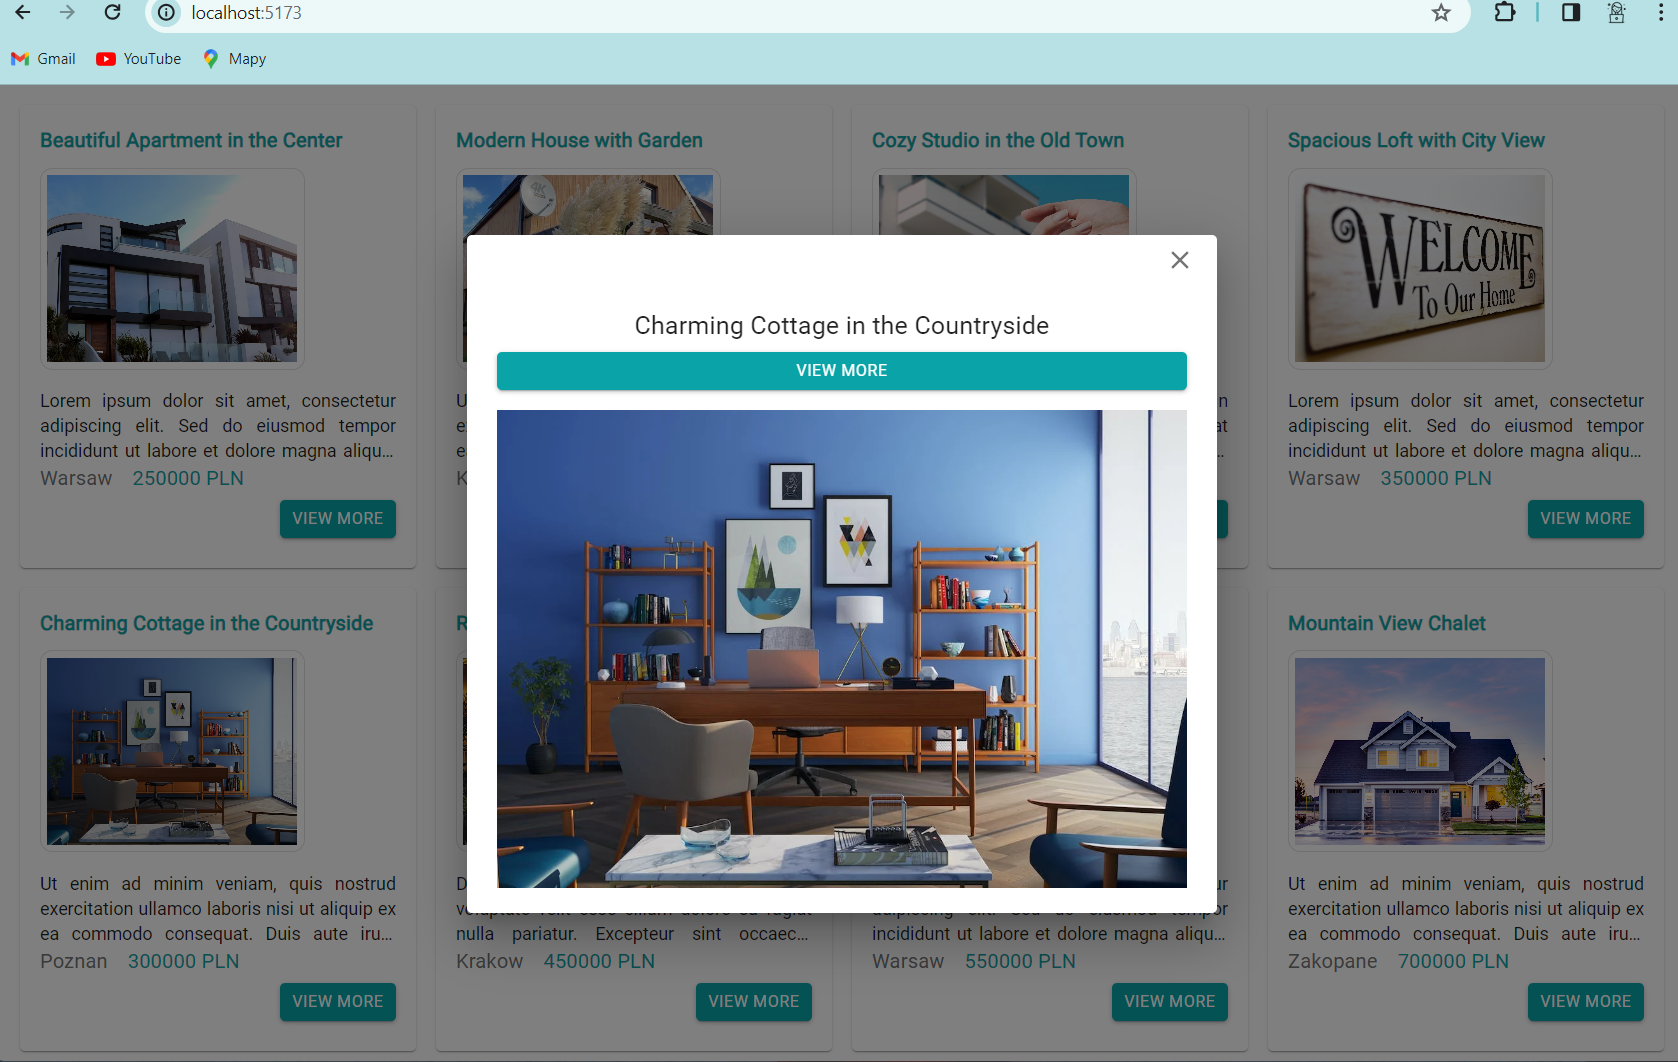 localhost:5173
Gmail YouTube Mapy
Beautiful Apartment in the Center
Modern House with Garden
Cozy Studio in the Old Town
Spacious Loft with City View
4K
WELCOME
To Our Home
Charming Cottage in the Countryside
VIEW MORE
Lorem ipsum dolor sit amet, consectetur
adipiscing elit. Sed do eiusmod tempor
incididunt ut labore et dolore magna aliqu...
Warsaw 250000 PLN
VIEW MORE
Lorem ipsum dolor sit amet, consectetur
adipiscing elit. Sed do eiusmod tempor
incididunt ut labore et dolore magna aliqu...
Warsaw 350000 PLN
VIEW MORE
Charming Cottage in the Countryside
Mountain View Chalet
Ut enim ad minim veniam, quis nostrud
exercitation ullamco laboris nisi ut aliquip ex
ea commodo consequat. Duis aute iru...
Poznan 300000 PLN
VIEW MORE
nulla pariatur. Excepteur sint occaec...
Krakow 450000 PLN
VIEW MORE
incididunt ut labore et dolore magna aliqu...
Warsaw 550000 PLN
VIEW MORE
Ut enim ad minim veniam, quis nostrud
exercitation ullamco laboris nisi ut aliquip ex
ea commodo consequat. Duis aute iru...
Zakopane 700000 PLN
VIEW MORE